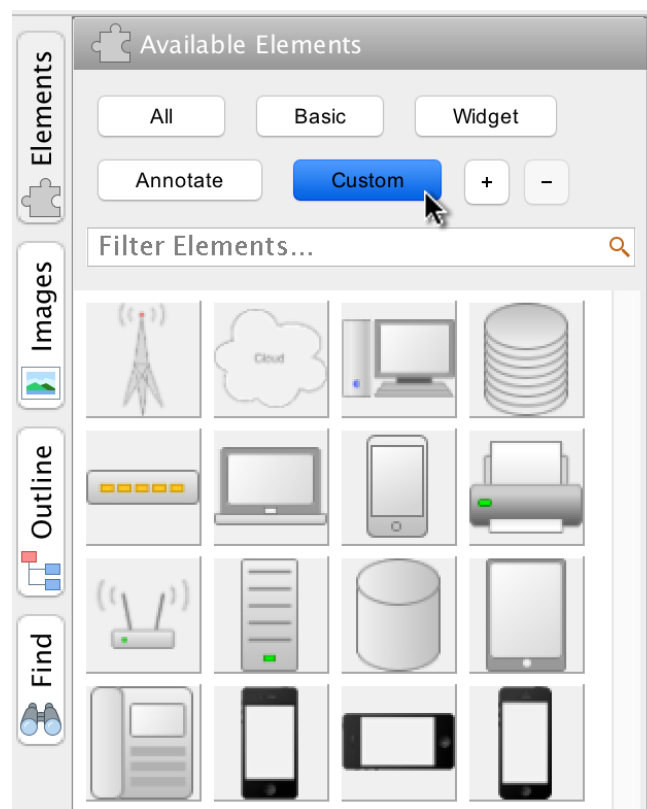 Available Elements
All
Basic
Widget
Annotate
Custom
+
−
Filter Elements...
Cloud
Elements
Images
Outline
Find